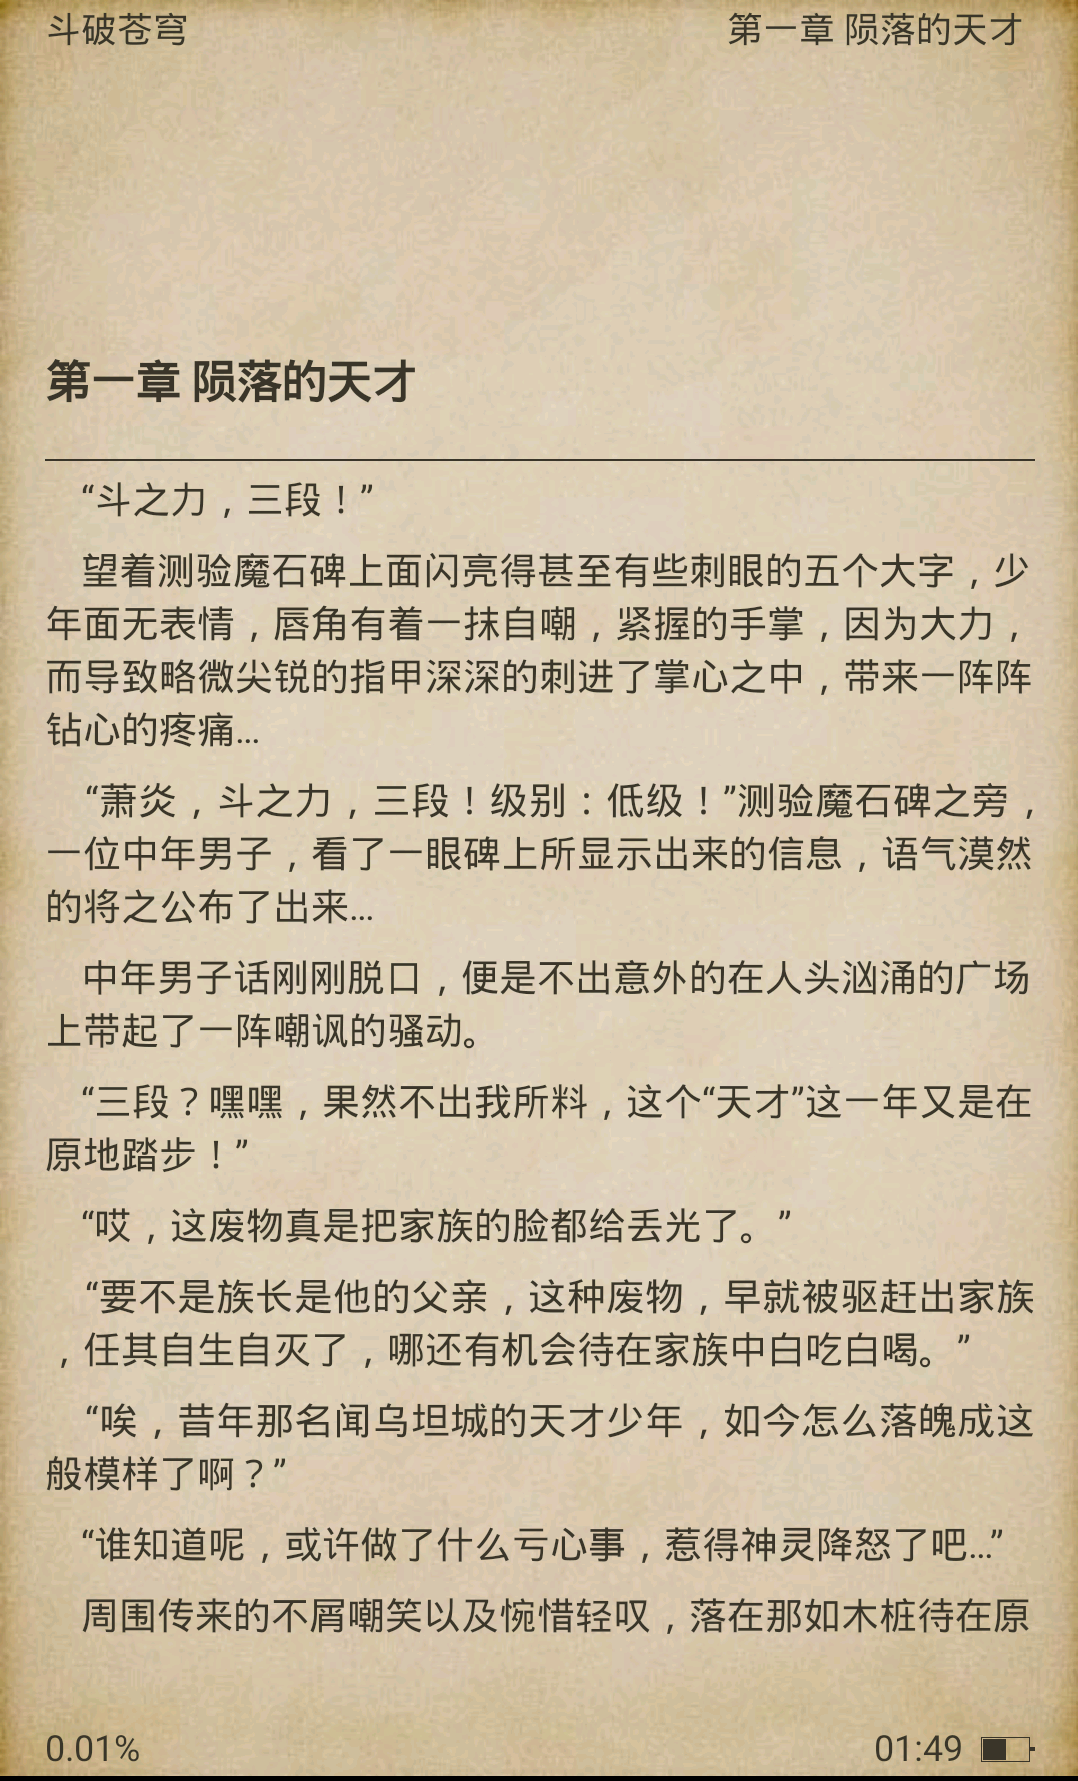 斗破苍穹 第一章 陨落的天才
第一章 陨落的天才
“斗之力，三段！”
望着测验魔石碑上面闪亮得甚至有些刺眼的五个大字，少
年面无表情，唇角有着一抹自嘲，紧握的手掌，因为大力，
而导致略微尖锐的指甲深深的刺进了掌心之中，带来一阵阵
钻心的疼痛...
“萧炎，斗之力，三段！级别：低级！”测验魔石碑之旁，
一位中年男子，看了一眼碑上所显示出来的信息，语气漠然
的将之公布了出来...
中年男子话刚刚脱口，便是不出意外的在人头汹涌的广场
上带起了一阵嘲讽的骚动。
“三段？嘿嘿，果然不出我所料，这个“天才”这一年又是在
原地踏步！”
“哎，这废物真是把家族的脸都给丢光了。”
“要不是族长是他的父亲，这种废物，早就被驱赶出家族
，任其自生自灭了，哪还有机会待在家族中白吃白喝。”
“唉，昔年那名闻乌坦城的天才少年，如今怎么落魄成这
般模样了啊？”
“谁知道呢，或许做了什么亏心事，惹得神灵降怒了吧...”
周围传来的不屑嘲笑以及惋惜轻叹，落在那如木桩待在原
0.01% 01:49